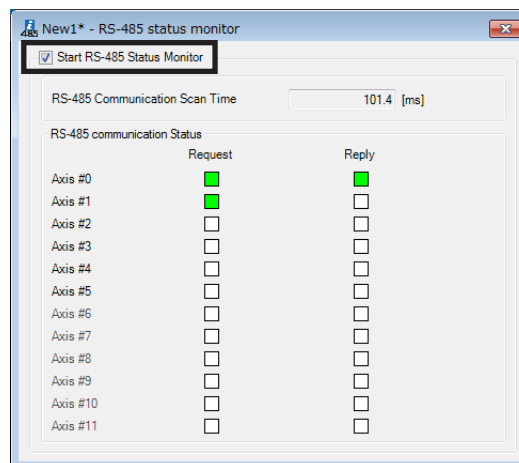 485
New1* - RS-485 status monitor
Start RS-485 Status Monitor
RS-485 Communication Scan Time 101.4 [ms]
RS-485 communication Status
Request Reply
Axis #0
Axis #1
Axis #2
Axis #3
Axis #4
Axis #5
Axis #6
Axis #7
Axis #8
Axis #9
Axis #10
Axis #11